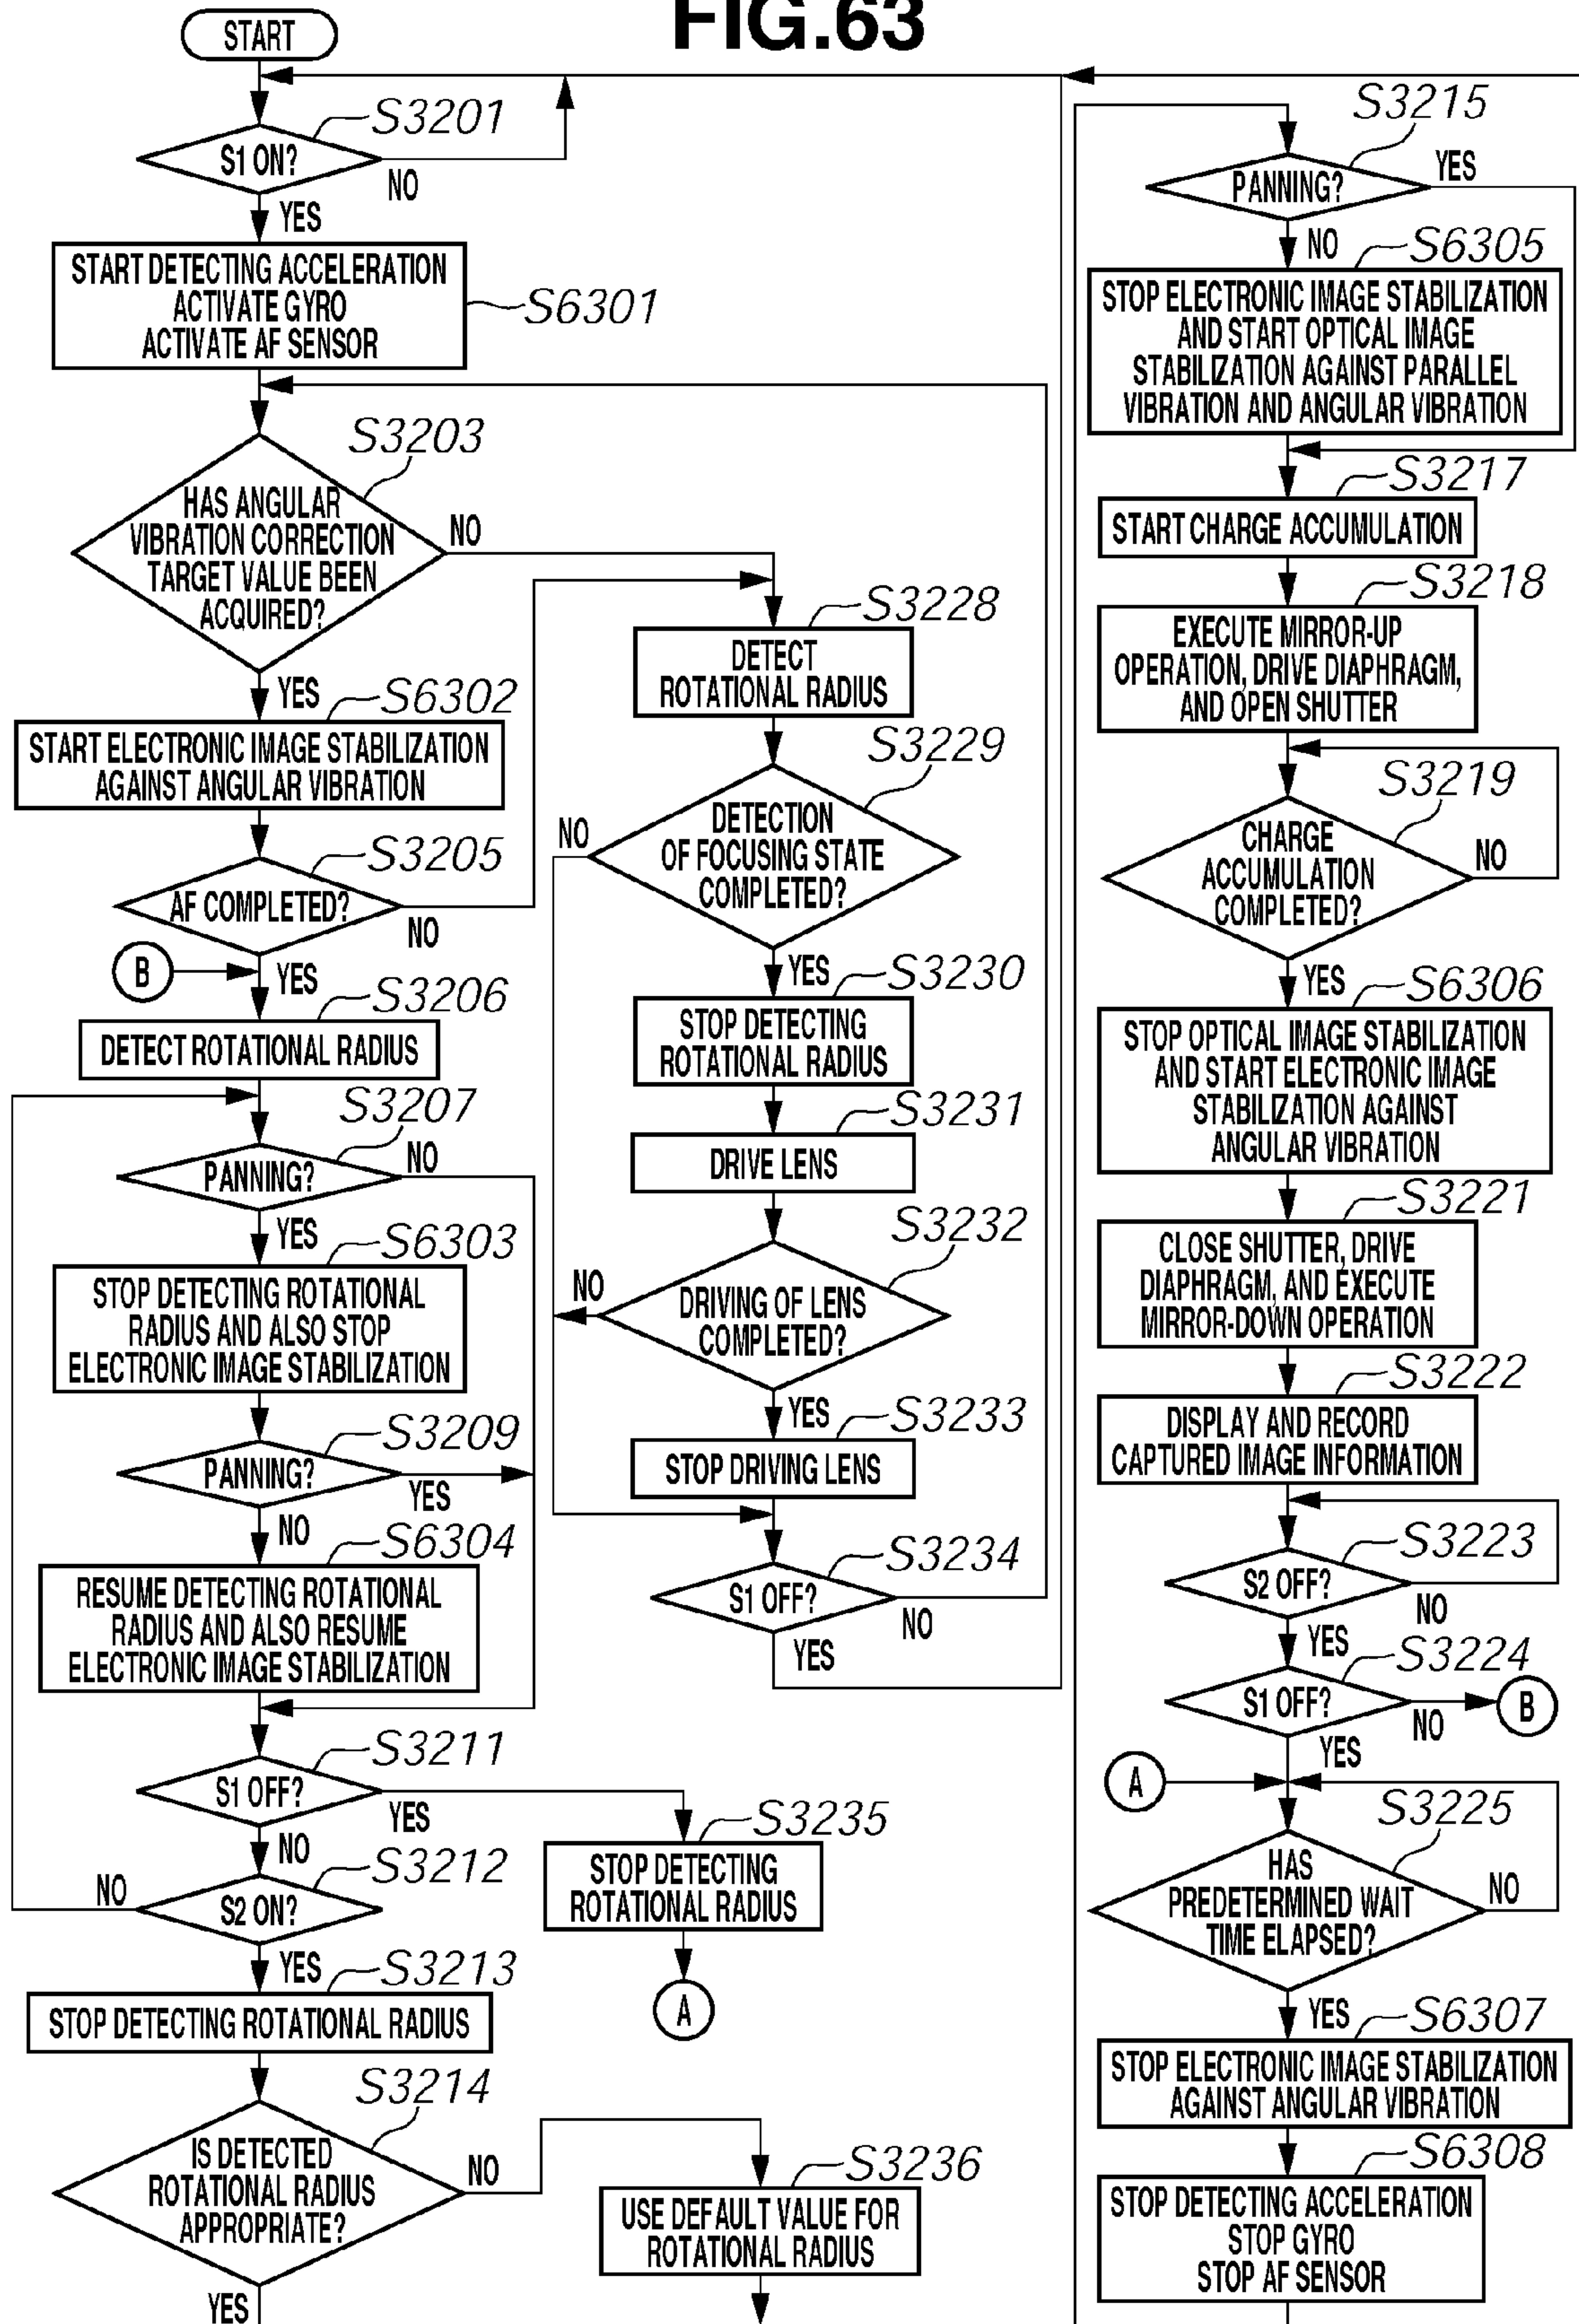 FIG.63
START
S3201
S1 ON?
NO
YES
START DETECTING ACCELERATION
ACTIVATE GYRO
ACTIVATE AF SENSOR
S6301
S3203
HAS ANGULAR
VIBRATION CORRECTION
TARGET VALUE BEEN
ACQUIRED?
NO
YES
S6302
START ELECTRONIC IMAGE STABILIZATION
AGAINST ANGULAR VIBRATION
S3205
AF COMPLETED?
NO
B
YES
S3206
DETECT ROTATIONAL RADIUS
S3207
PANNING?
NO
YES
S6303
STOP DETECTING ROTATIONAL
RADIUS AND ALSO STOP
ELECTRONIC IMAGE STABILIZATION
S3209
PANNING?
YES
NO
S6304
RESUME DETECTING ROTATIONAL
RADIUS AND ALSO RESUME
ELECTRONIC IMAGE STABILIZATION
S3211
S1 OFF?
YES
NO
S3212
NO
S2 ON?
YES
S3213
STOP DETECTING ROTATIONAL RADIUS
S3214
IS DETECTED
ROTATIONAL RADIUS
APPROPRIATE?
NO
YES
S3228
DETECT
ROTATIONAL RADIUS
S3229
NO
DETECTION
OF FOCUSING STATE
COMPLETED?
YES
S3230
STOP DETECTING
ROTATIONAL RADIUS
S3231
DRIVE LENS
S3232
NO
DRIVING OF LENS
COMPLETED?
YES
S3233
STOP DRIVING LENS
S3234
S1 OFF?
NO
YES
S3235
STOP DETECTING
ROTATIONAL RADIUS
A
S3236
USE DEFAULT VALUE FOR
ROTATIONAL RADIUS
S3215
PANNING?
YES
NO
S6305
STOP ELECTRONIC IMAGE STABILIZATION
AND START OPTICAL IMAGE
STABILIZATION AGAINST PARALLEL
VIBRATION AND ANGULAR VIBRATION
S3217
START CHARGE ACCUMULATION
S3218
EXECUTE MIRROR-UP
OPERATION, DRIVE DIAPHRAGM,
AND OPEN SHUTTER
S3219
CHARGE
ACCUMULATION
COMPLETED?
NO
YES
S6306
STOP OPTICAL IMAGE STABILIZATION
AND START ELECTRONIC IMAGE
STABILIZATION AGAINST
ANGULAR VIBRATION
S3221
CLOSE SHUTTER, DRIVE
DIAPHRAGM, AND EXECUTE
MIRROR-DOWN OPERATION
S3222
DISPLAY AND RECORD
CAPTURED IMAGE INFORMATION
S3223
S2 OFF?
NO
YES
S3224
S1 OFF?
NO
B
YES
A
S3225
HAS
PREDETERMINED WAIT
TIME ELAPSED?
NO
YES
S6307
STOP ELECTRONIC IMAGE STABILIZATION
AGAINST ANGULAR VIBRATION
S6308
STOP DETECTING ACCELERATION
STOP GYRO
STOP AF SENSOR